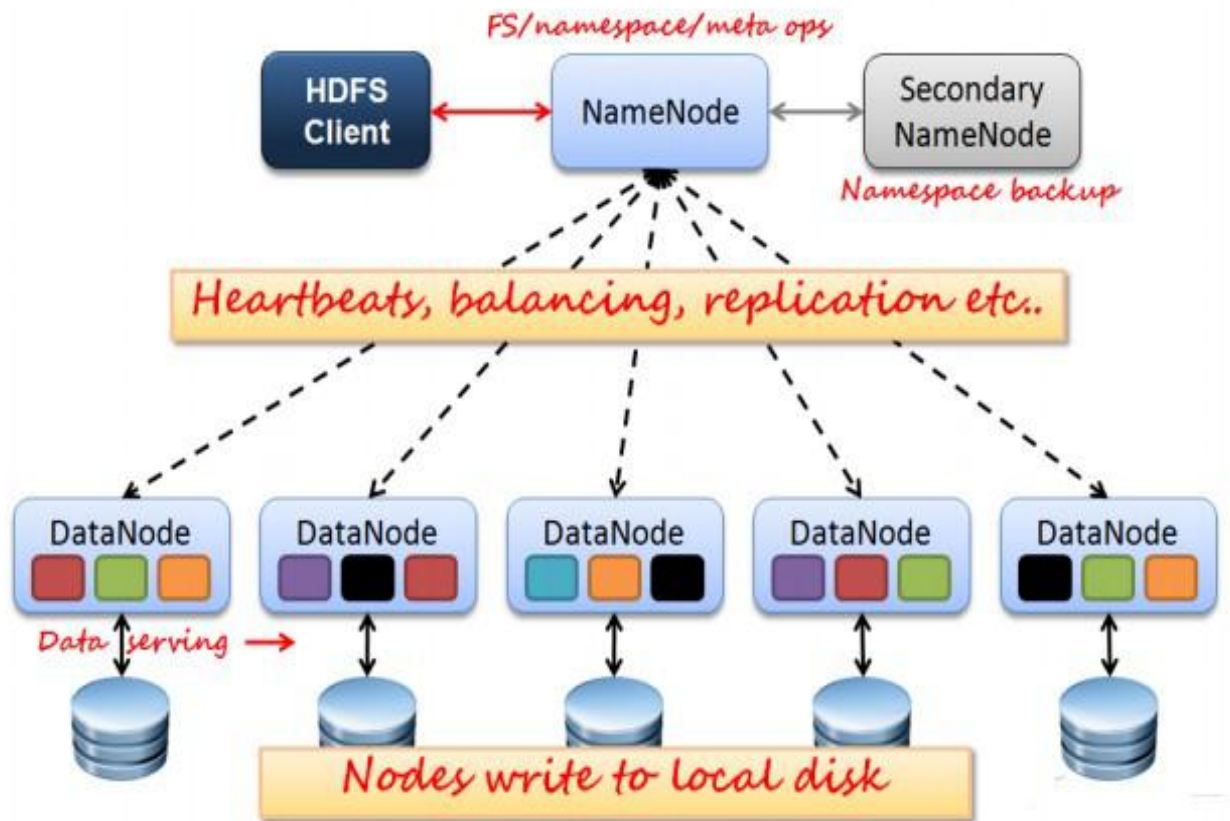 FS/namespace/meta ops
HDFS
Client
NameNode
Secondary
NameNode
Namespace backup
Heartbeats, balancing, replication etc..
DataNode
DataNode
DataNode
DataNode
DataNode
Data serving
Nodes write to local disk